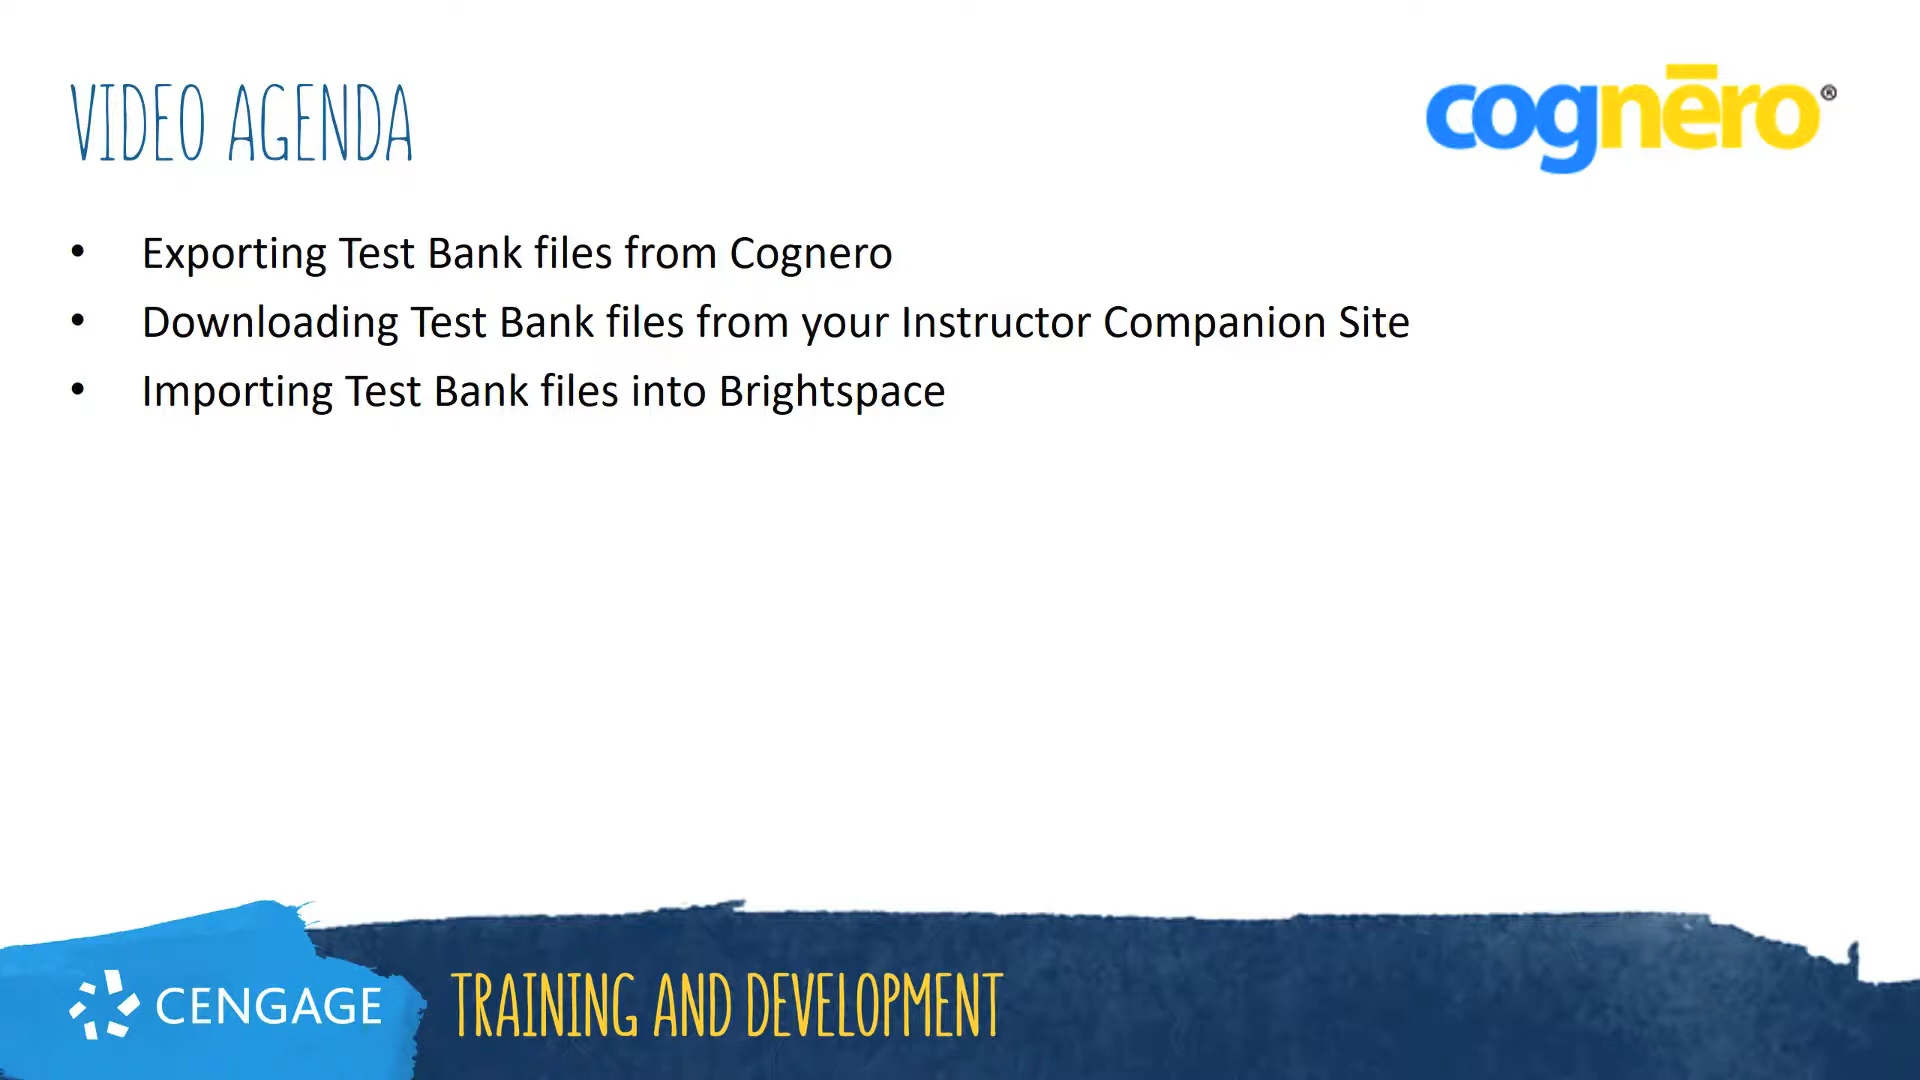 VIDEO AGENDA
cognēro®
• Exporting Test Bank files from Cognero
• Downloading Test Bank files from your Instructor Companion Site
• Importing Test Bank files into Brightspace
CENGAGE
TRAINING AND DEVELOPMENT